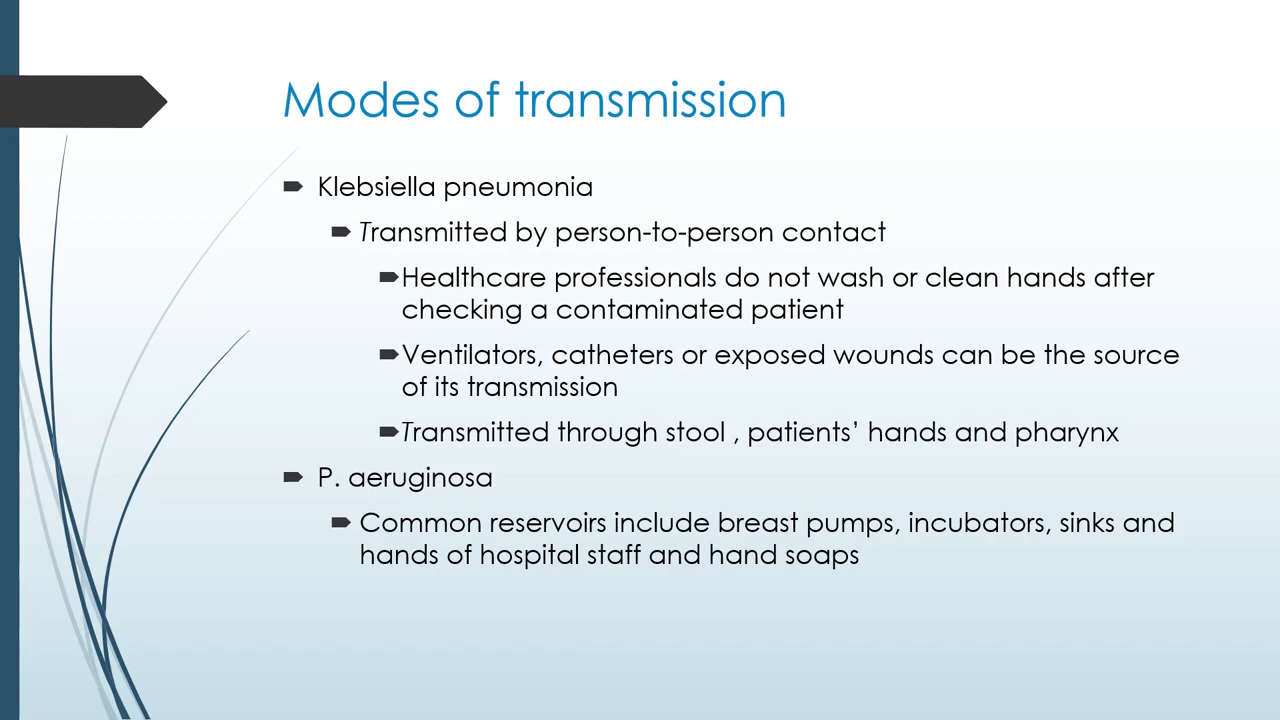 Modes of transmission
Klebsiella pneumonia
Transmitted by person-to-person contact
Healthcare professionals do not wash or clean hands after
checking a contaminated patient
Ventilators, catheters or exposed wounds can be the source
of its transmission
Transmitted through stool , patients’ hands and pharynx
P. aeruginosa
Common reservoirs include breast pumps, incubators, sinks and
hands of hospital staff and hand soaps